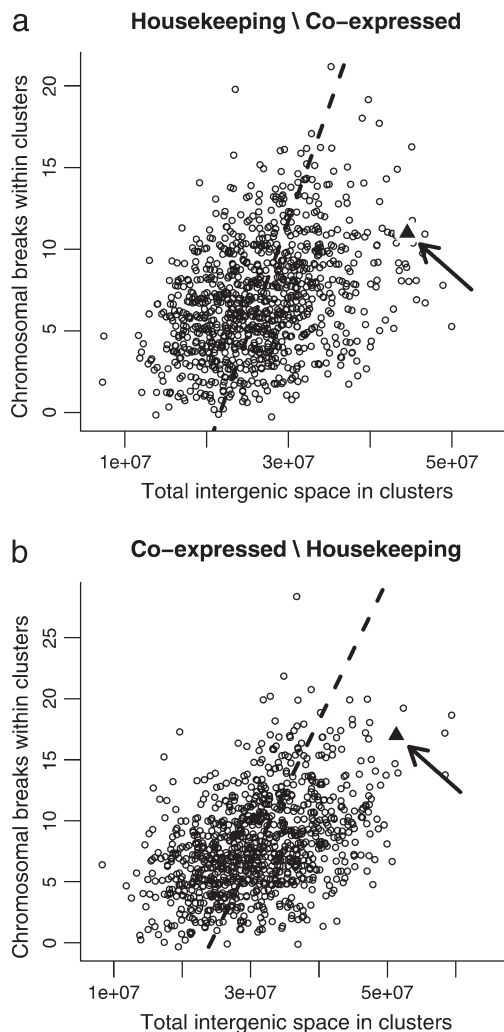 a
Housekeeping \ Co−expressed
Chromosomal breaks within clusters
20
15
10
5
0
1e+07 3e+07 5e+07
Total intergenic space in clusters
b
Co−expressed \ Housekeeping
Chromosomal breaks within clusters
25
20
15
10
5
0
1e+07 3e+07 5e+07
Total intergenic space in clusters